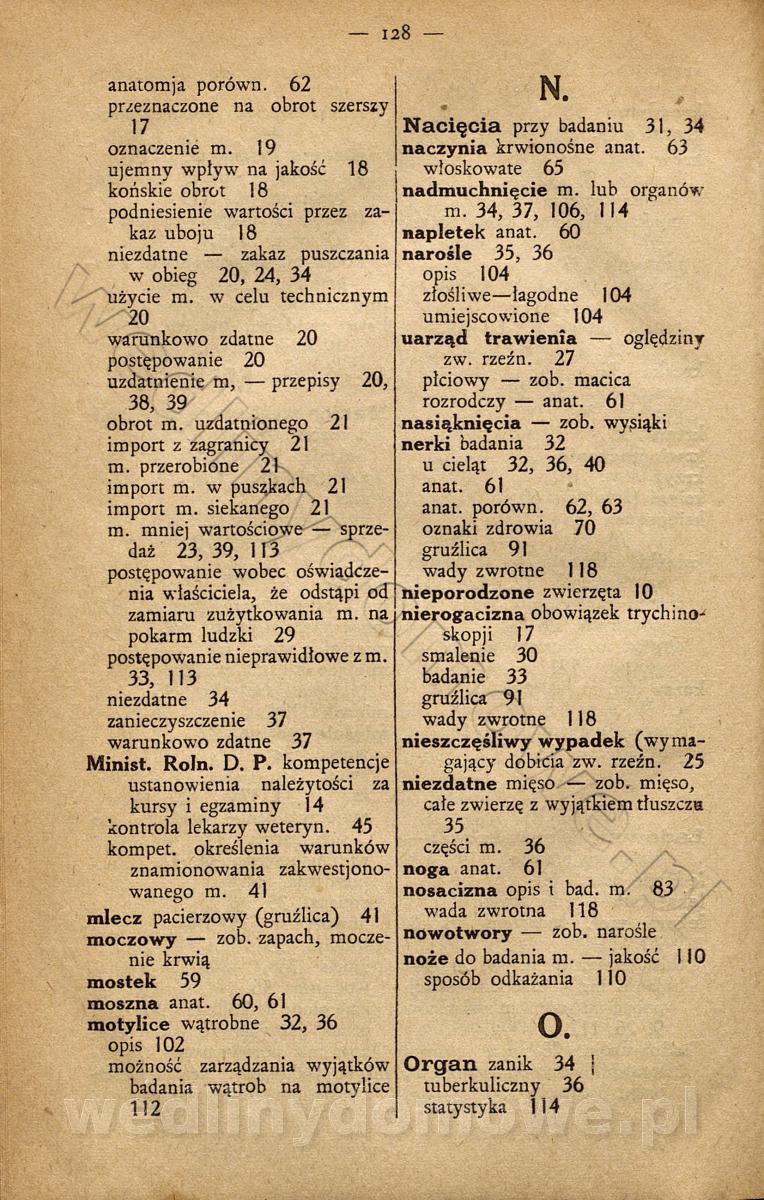 — 128 —
anatomja porówn. 62
przeznaczone na obrot szerszy
17
oznaczenie m. 19
ujemny wpływ na jakość 18
końskie obrot 18
podniesienie wartości przez za-
kaz uboju 18
niezdatne — zakaz puszczania
w obieg 20, 24, 34
użycie m. w celu technicznym
20
warunkowo zdatne 20
postępowanie 20
uzdatnienie m, — przepisy 20,
38, 39
obrot m. uzdatnionego 21
import z zagranicy 21
m. przerobione 21
import m. w puszkach 21
import m. siekanego 21
m. mniej wartościowe — sprze-
daż 23, 39, 113
postępowanie wobec oświadcze-
nia właściciela, że odstąpi od
zamiaru zużytkowania m. na
pokarm ludzki 29
postępowanie nieprawidłowe z m.
33, 113
niezdatne 34
zanieczyszczenie 37
warunkowo zdatne 37
Minist. Roln. D. P. kompetencje
ustanowienia należytości za
kursy i egzaminy 14
kontrola lekarzy weteryn. 45
kompet. określenia warunków
znamionowania zakwestjono-
wanego m. 41
mlecz pacierzowy (gruźlica) 41
moczowy — zob. zapach, mocze-
nie krwią
mostek 59
moszna anat. 60, 61
motylice wątrobne 32, 36
opis 102
możność zarządzania wyjątków
badania wątrob na motylice
112
N.
Nacięcia przy badaniu 31, 34
naczynia krwionośne anat. 63
włoskowate 65
nadmuchnięcie m. lub organów
m. 34, 37, 106, 114
napletek anat. 60
narośle 35, 36
opis 104
złośliwe—łagodne 104
umiejscowione 104
uarząd trawienia — oględziny
zw. rzeźn. 27
płciowy — zob. macica
rozrodczy — anat. 61
nasiąknięcia — zob. wysiąki
nerki badania 32
u cieląt 32, 36, 40
anat. 61
anat. porówn. 62, 63
oznaki zdrowia 70
gruźlica 91
wady zwrotne 118
nieporodzone zwierzęta 10
nierogacizna obowiązek trychino-
skopji 17
smalenie 30
badanie 33
gruźlica 91
wady zwrotne 118
nieszczęśliwy wypadek (wyma-
gający dobicia zw. rzeźn. 25
niezdatne mięso — zob. mięso,
całe zwierzę z wyjątkiem tłuszczu
35
części m. 36
noga anat. 61
nosacizna opis i bad. m. 83
wada zwrotna 118
nowotwory — zob. narośle
noże do badania m. — jakość 110
sposób odkażania 110
O.
Organ zanik 34
tuberkuliczny 36
statystyka 114
wedlinydomowe.pl